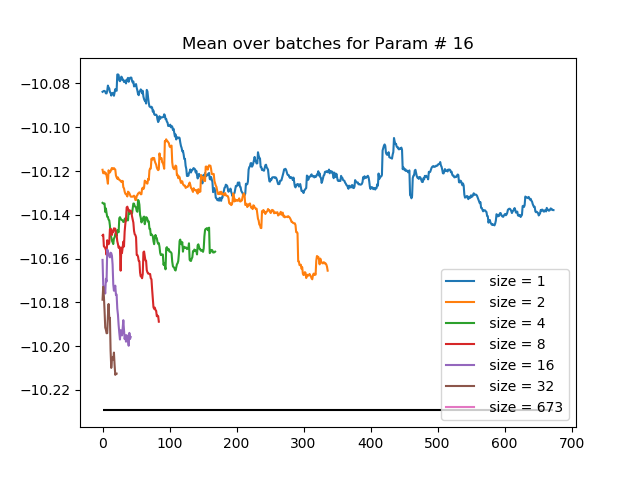 Mean over batches for Param # 16
−10.08
−10.10
−10.12
−10.14
−10.16
−10.18
−10.20
−10.22
size = 1
size = 2
size = 4
size = 8
size = 16
size = 32
size = 673
0 100 200 300 400 500 600 700